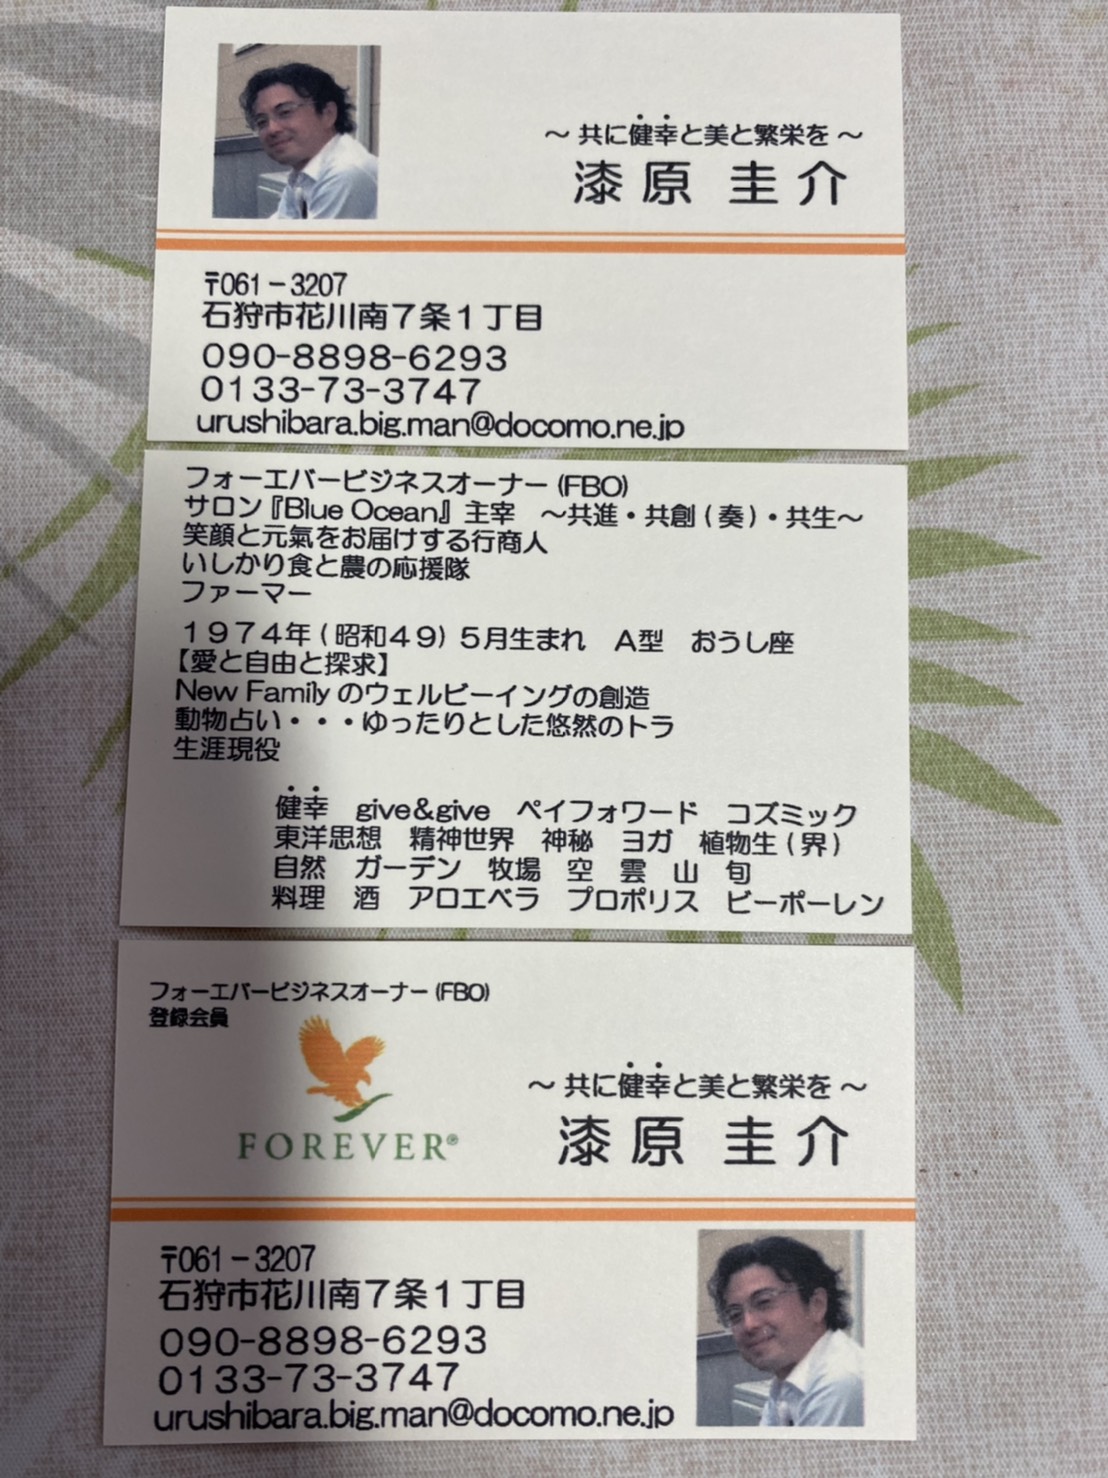 ～ 共に健幸と美と繁栄を ～
漆原 圭介
〒061－3207
石狩市花川南７条１丁目
090-8898-6293
0133-73-3747
urushibara.big.man@docomo.ne.jp
フォーエバービジネスオーナー (FBO)
サロン『Blue Ocean』主宰　～共進・共創 ( 奏 )・共生～
笑顔と元氣をお届けする行商人
いしかり食と農の応援隊
ファーマー
１９７４年 ( 昭和４９) ５月生まれ　Ａ型　おうし座
【愛と自由と探求】
New Family のウェルビーイングの創造
動物占い・・・ゆったりとした悠然のトラ
生涯現役
健幸　give＆give　ペイフォワード　コズミック
東洋思想　精神世界　神秘　ヨガ　植物生 ( 界 )
自然　ガーデン　牧場　空　雲　山　旬
料理　酒　アロエベラ　プロポリス　ビーポーレン
フォーエバービジネスオーナー (FBO)
登録会員
FOREVER®
～ 共に健幸と美と繁栄を ～
漆原 圭介
〒061－3207
石狩市花川南７条１丁目
090-8898-6293
0133-73-3747
urushibara.big.man@docomo.ne.jp